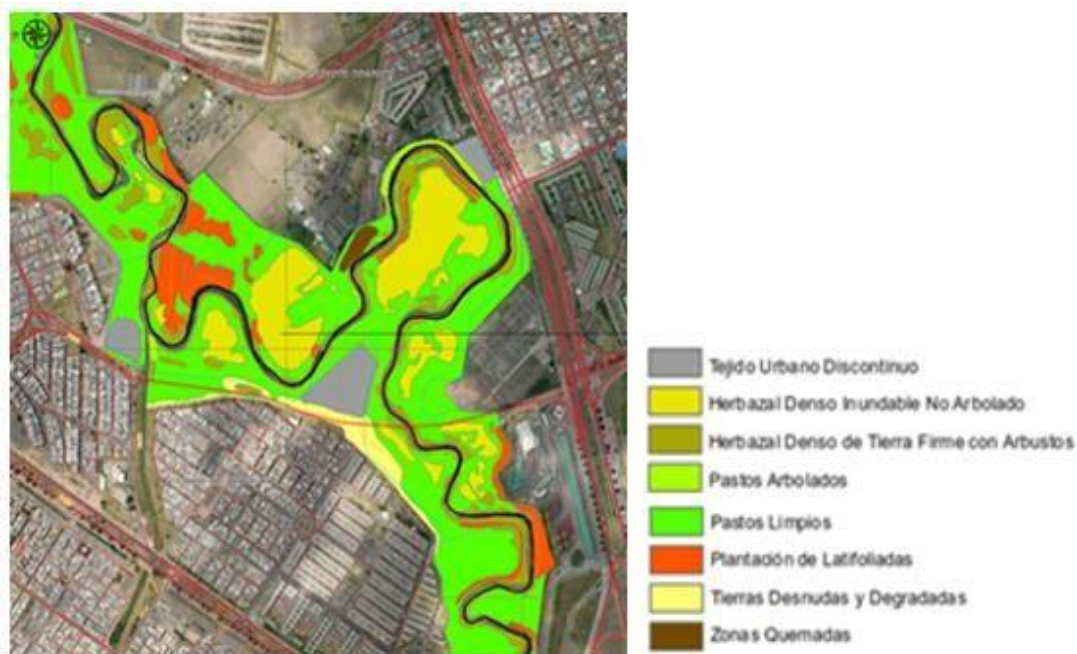 Tejido Urbano Discontinuo
Herbazal Denso Inundable No Arbolado
Herbazal Denso de Tierra Firme con Arbustos
Pastos Arbolados
Pastos Limpios
Plantación de Latifoliadas
Tierras Desnudas y Degradadas
Zonas Quemadas